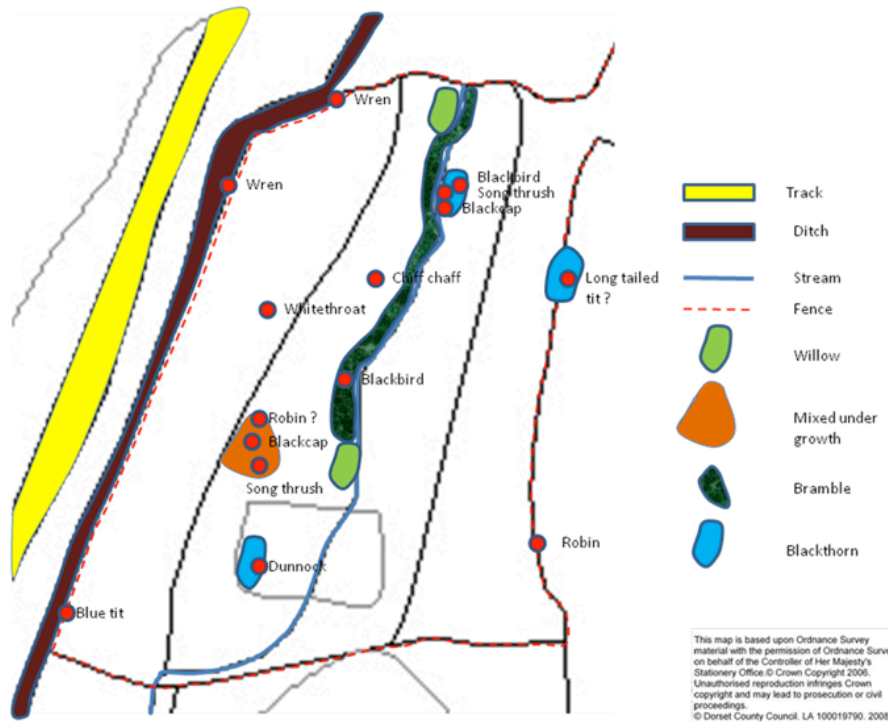 Wren
Wren
Blackbird
Song thrush
Blackcap
Chiff chaff
Long tailed
tit ?
Whitethroat
Blackbird
Robin ?
Blackcap
Song thrush
Dunnock
Robin
Blue tit
Track
Ditch
Stream
Fence
Willow
Mixed under
growth
Bramble
Blackthorn
This map is based upon Ordnance Survey
material with the permission of Ordnance Surve
on behalf of the Controller of Her Majesty's
Stationery Office.© Crown Copyright 2006.
Unauthorised reproduction infringes Crown
copyright and may lead to prosecution or civil
proceedings.
© Dorset County Council. LA 100019790. 2008